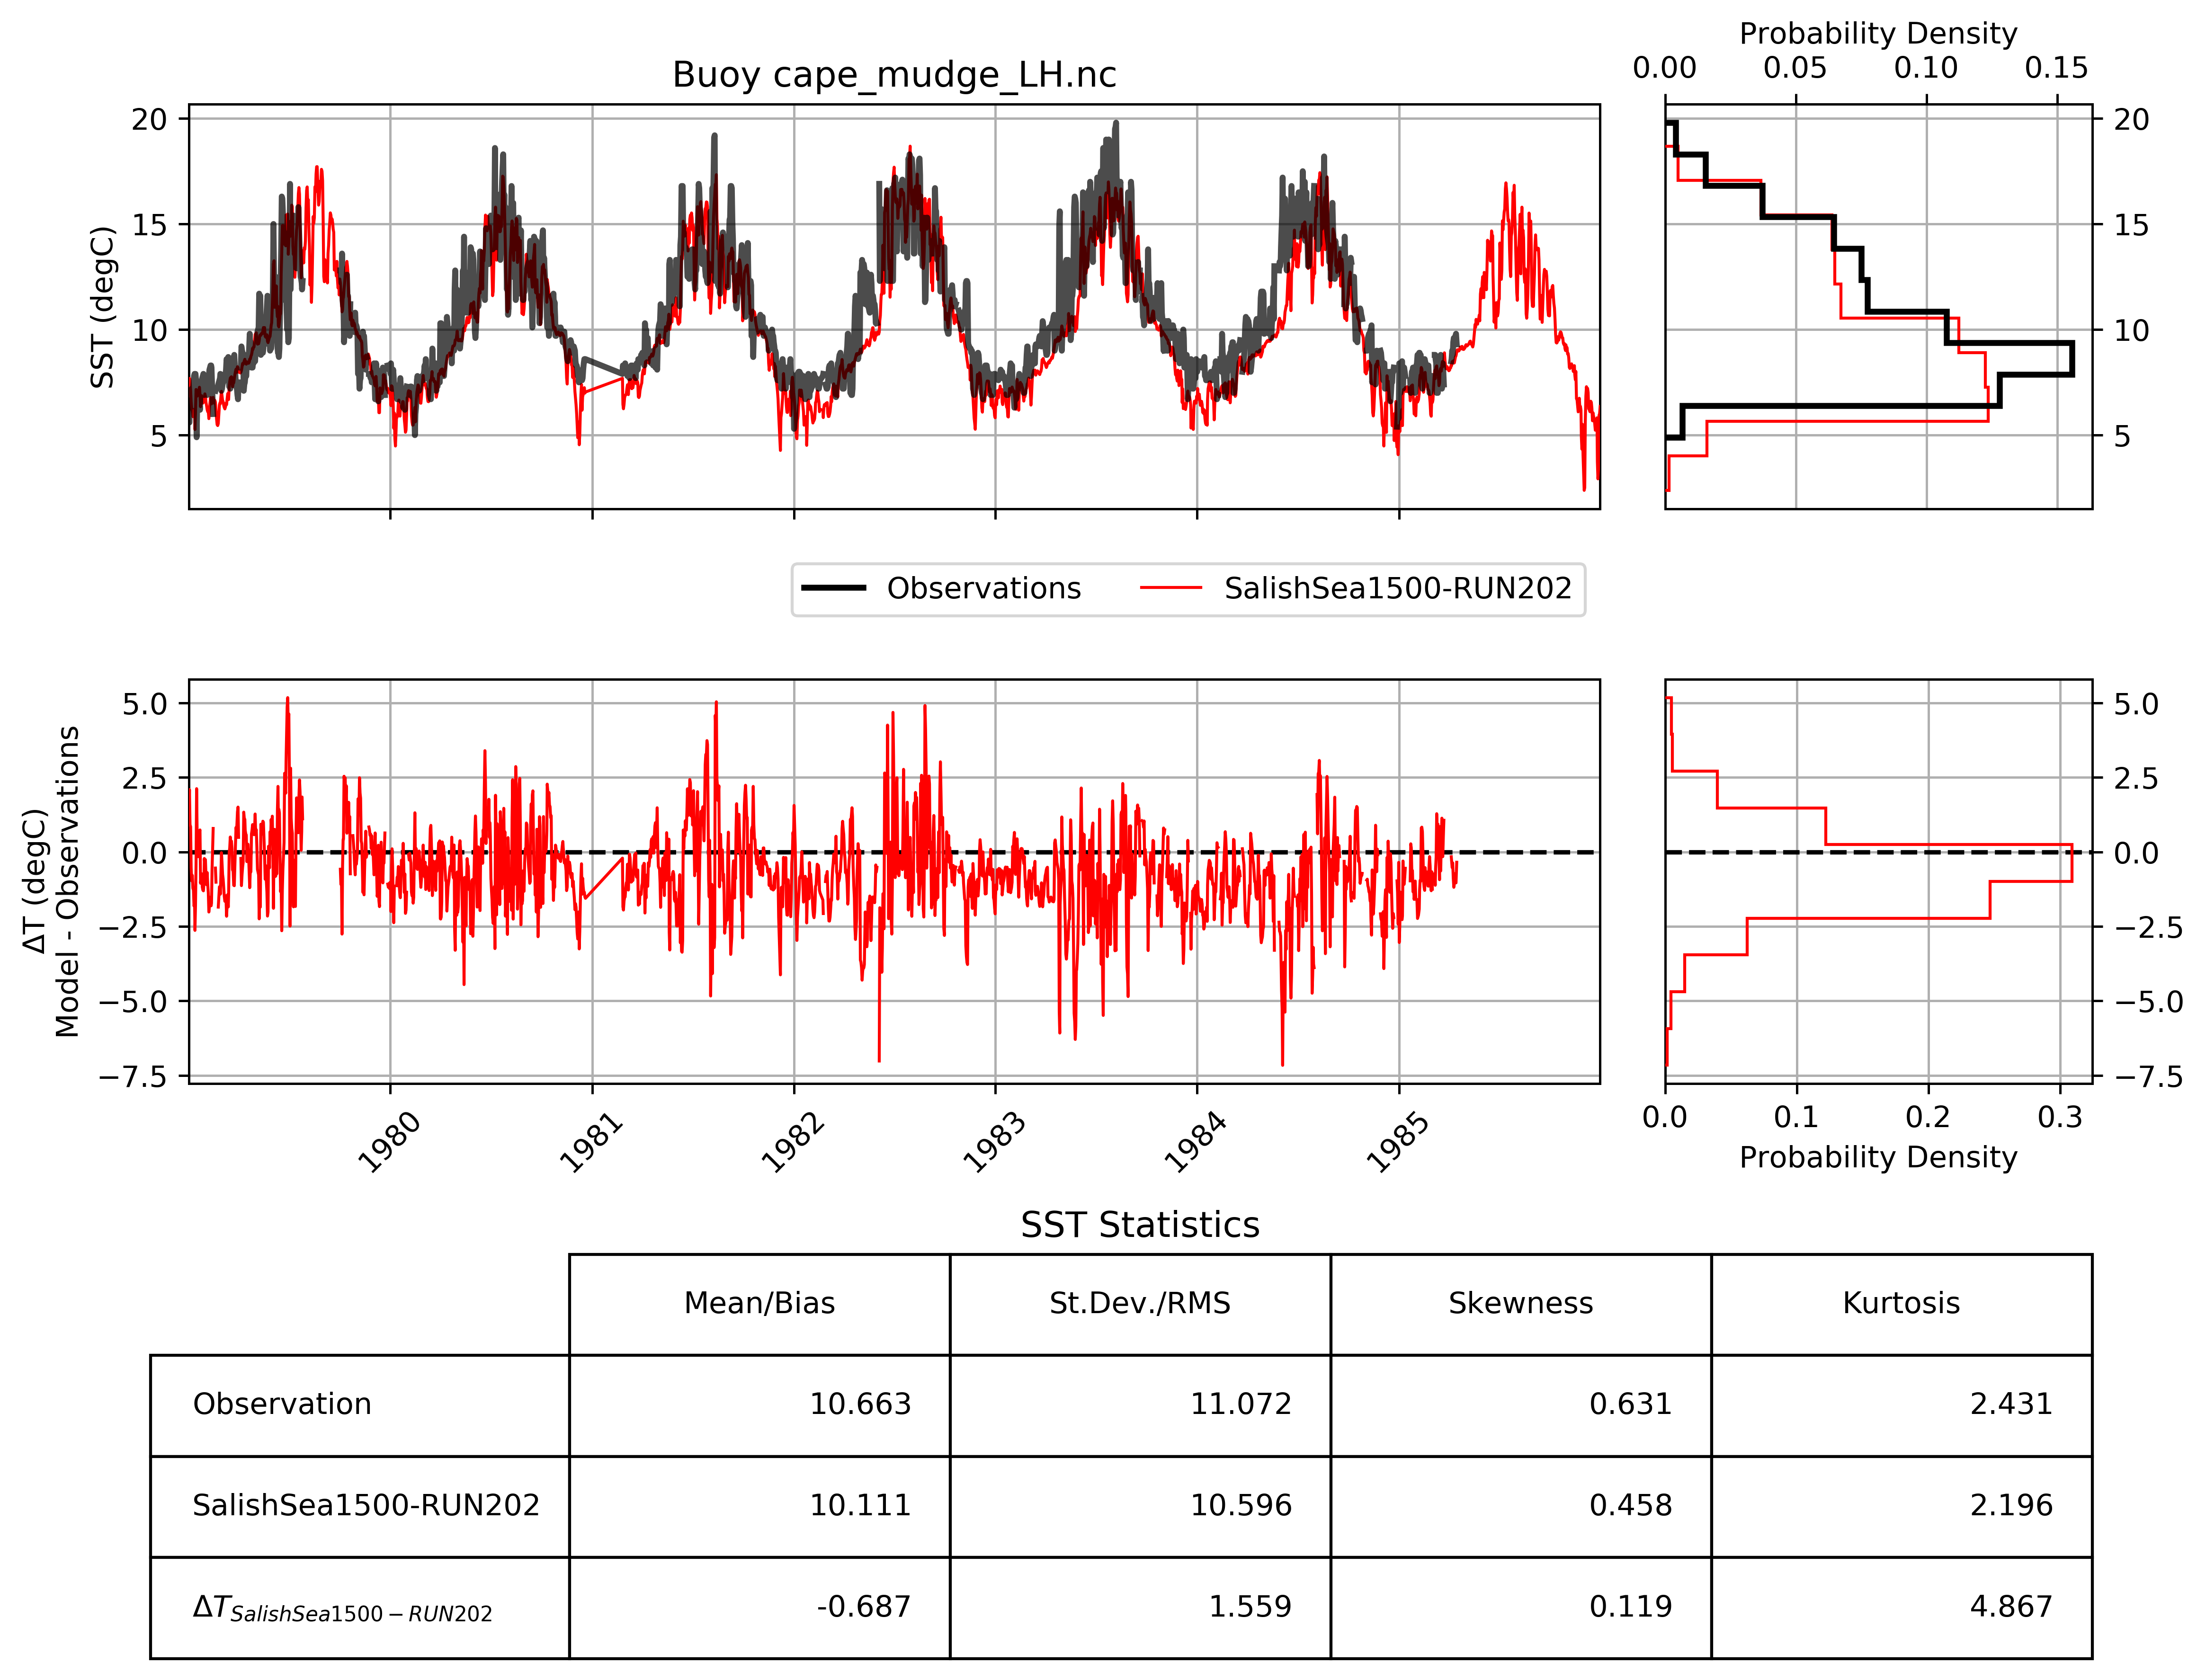 Probability Density
0.00 0.05 0.10 0.15
Buoy cape_mudge_LH.nc
20
15
10
5
SST (degC)
20
15
10
5
Observations SalishSea1500-RUN202
5.0
2.5
0.0
−2.5
−5.0
−7.5
ΔT (degC)
Model - Observations
5.0
2.5
0.0
−2.5
−5.0
−7.5
1980 1981 1982 1983 1984 1985
0.0 0.1 0.2 0.3
Probability Density
SST Statistics
Mean/Bias St.Dev./RMS Skewness Kurtosis
Observation 10.663 11.072 0.631 2.431
SalishSea1500-RUN202 10.111 10.596 0.458 2.196
ΔT SalishSea1500−RUN202 -0.687 1.559 0.119 4.867